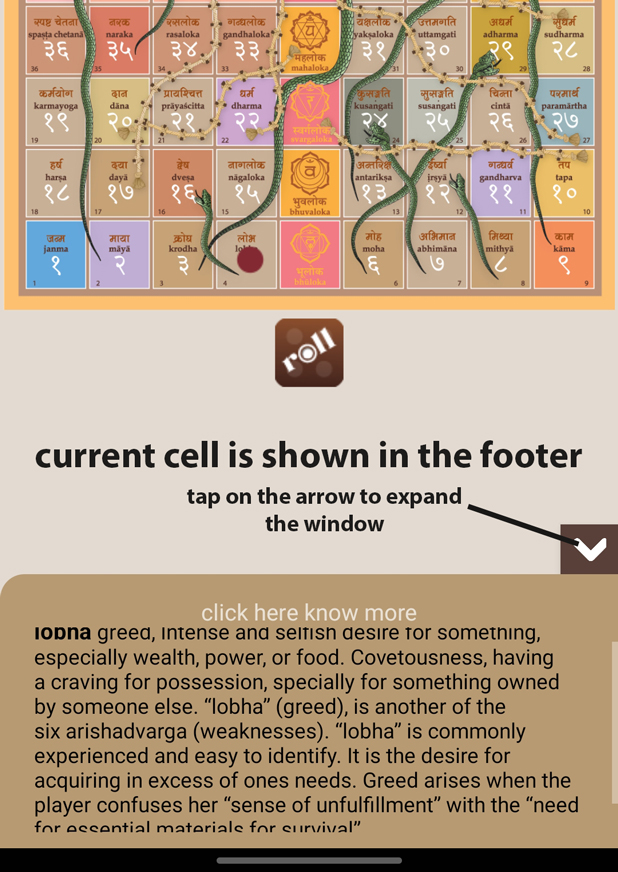 स्पष्ट चेतना नरक रसलोक गन्धलोक यक्षलोक उत्तमगति अधर्म सुधर्म
spaṣṭa chetanā naraka rasaloka gandhaloka yakṣaloka uttamgati adharma sudharma
३६ ३५ ३४ ३३ महलोक ३१ ३० २९ २८
36 35 34 33 mahaloka 31 30 29 28
कर्मयोग दान प्रायश्चित्त धर्म कुसङ्गति सुसङ्गति चिन्ता परमार्थ
karmayoga dāna prāyaścitta dharma kusaṅgati susaṅgati cintā paramārtha
१९ २० २१ २२ स्वर्गलोक २४ २५ २६ २७
19 20 21 22 svargaloka 24 25 26 27
हर्ष दया द्वेष नागलोक अन्तरिक्ष ईर्ष्या गन्धर्व तप
harṣa dayā dveṣa nāgaloka antarikṣa īrṣyā gandharva tapa
१८ १७ १६ १५ भुवलोक १३ १२ ११ १०
18 17 16 15 bhuvaloka 13 12 11 10
जन्म माया क्रोध लोभ मोह अभिमान मिथ्या काम
janma māyā krodha moha abhimāna mithyā kāma
१ २ ३ भूलोक ६ ७ ८ ९
1 2 3 4 bhūloka 6 7 8 9
roll
current cell is shown in the footer
tap on the arrow to expand
the window
click here know more
lobha greed, intense and selfish desire for something,
especially wealth, power, or food. Covetousness, having
a craving for possession, specially for something owned
by someone else. “lobha” (greed), is another of the
six arishadvarga (weaknesses). “lobha” is commonly
experienced and easy to identify. It is the desire for
acquiring in excess of ones needs. Greed arises when the
player confuses her “sense of unfulfillment” with the “need
for essential materials for survival”